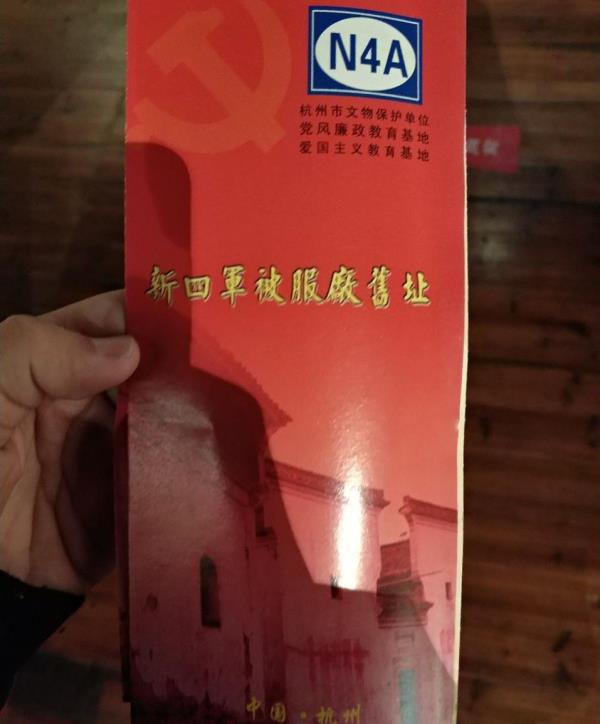 N4A
杭州市文物保护单位
党风廉政教育基地
爱国主义教育基地
新四軍被服廠舊址
中国·杭州